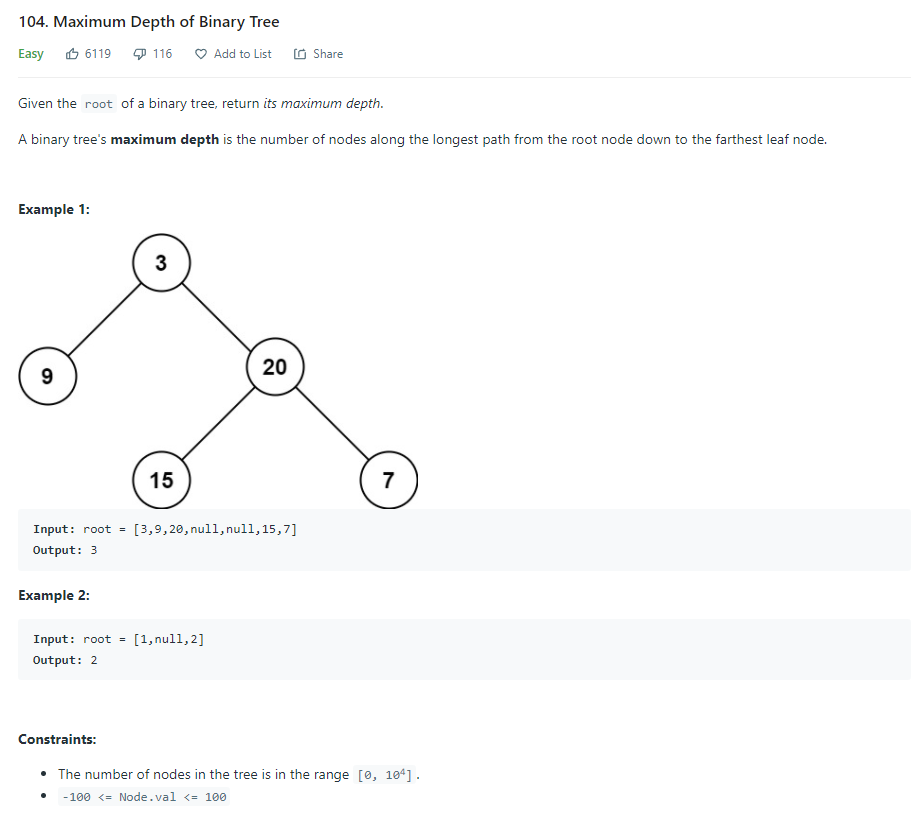 104. Maximum Depth of Binary Tree
Easy 6119 116 Add to List Share
Given the root of a binary tree, return its maximum depth.
A binary tree's maximum depth is the number of nodes along the longest path from the root node down to the farthest leaf node.
Example 1:
3
9
20
15
7
Input: root = [3,9,20,null,null,15,7]
Output: 3
Example 2:
Input: root = [1,null,2]
Output: 2
Constraints:
• The number of nodes in the tree is in the range [0, 10⁴].
• -100 <= Node.val <= 100